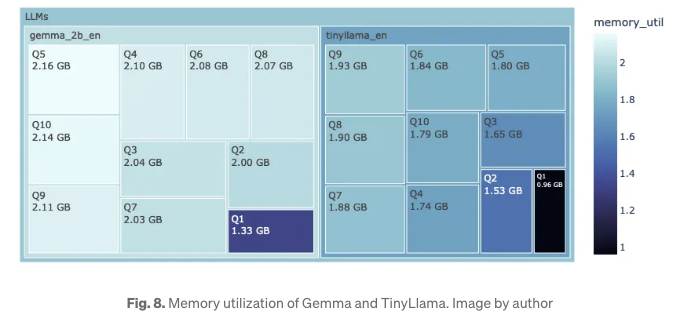 LLMs
gemma_2b_en
Q5
2.16 GB
Q10
2.14 GB
Q9
2.11 GB
Q4
2.10 GB
Q6
2.08 GB
Q8
2.07 GB
Q3
2.04 GB
Q7
2.03 GB
Q2
2.00 GB
Q1
1.33 GB
tinyllama_en
Q9
1.93 GB
Q8
1.90 GB
Q7
1.88 GB
Q6
1.84 GB
Q5
1.80 GB
Q10
1.79 GB
Q4
1.74 GB
Q3
1.65 GB
Q2
1.53 GB
Q1
0.96 GB
memory_util
2
1.8
1.6
1.4
1.2
1
Fig. 8. Memory utilization of Gemma and TinyLlama. Image by author